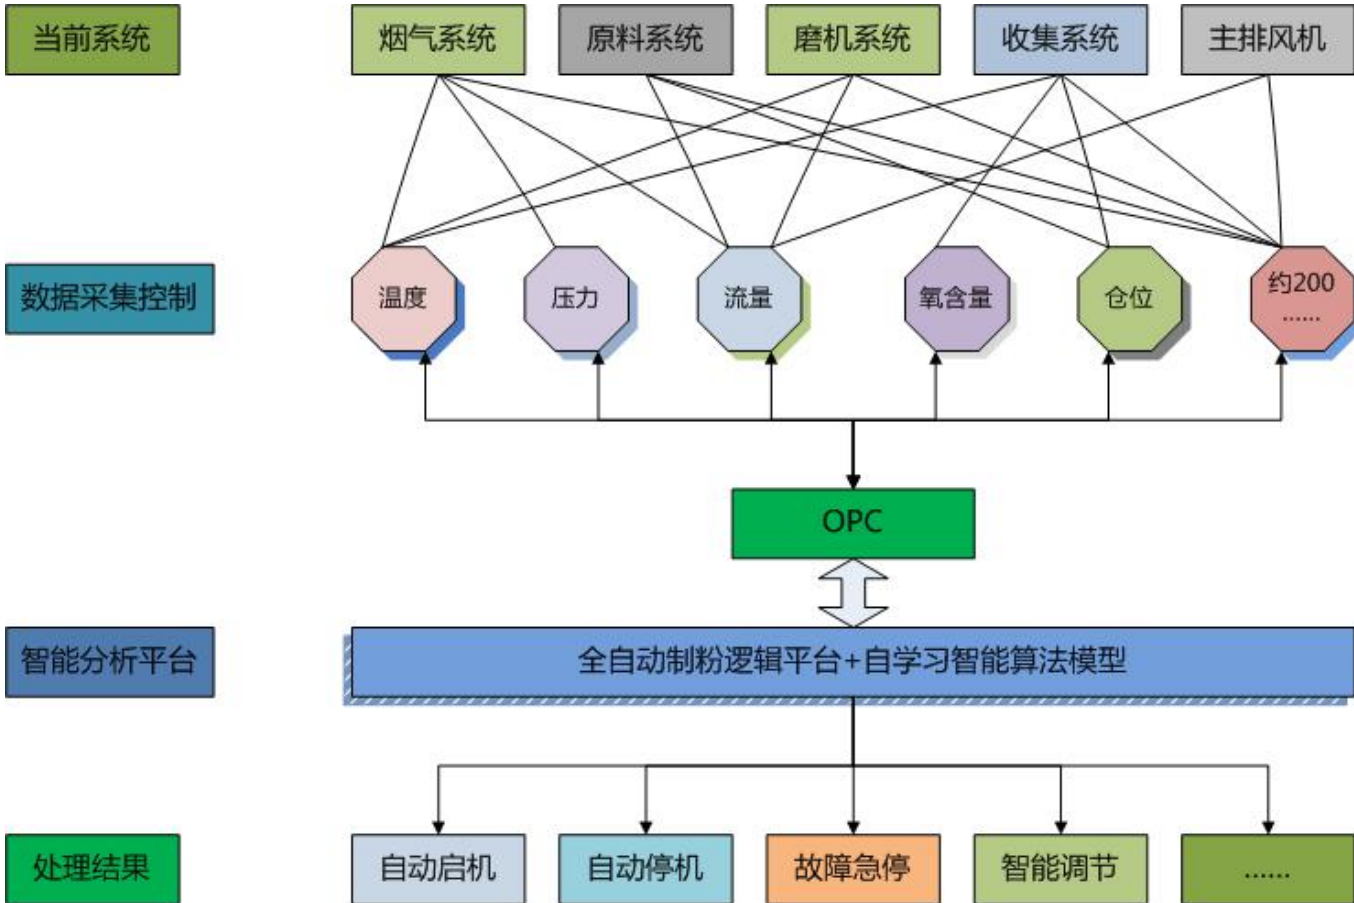 当前系统
烟气系统
原料系统
磨机系统
收集系统
主排风机
数据采集控制
温度
压力
流量
氧含量
仓位
约200
……
OPC
智能分析平台
全自动制粉逻辑平台+自学习智能算法模型
处理结果
自动启机
自动停机
故障急停
智能调节
……